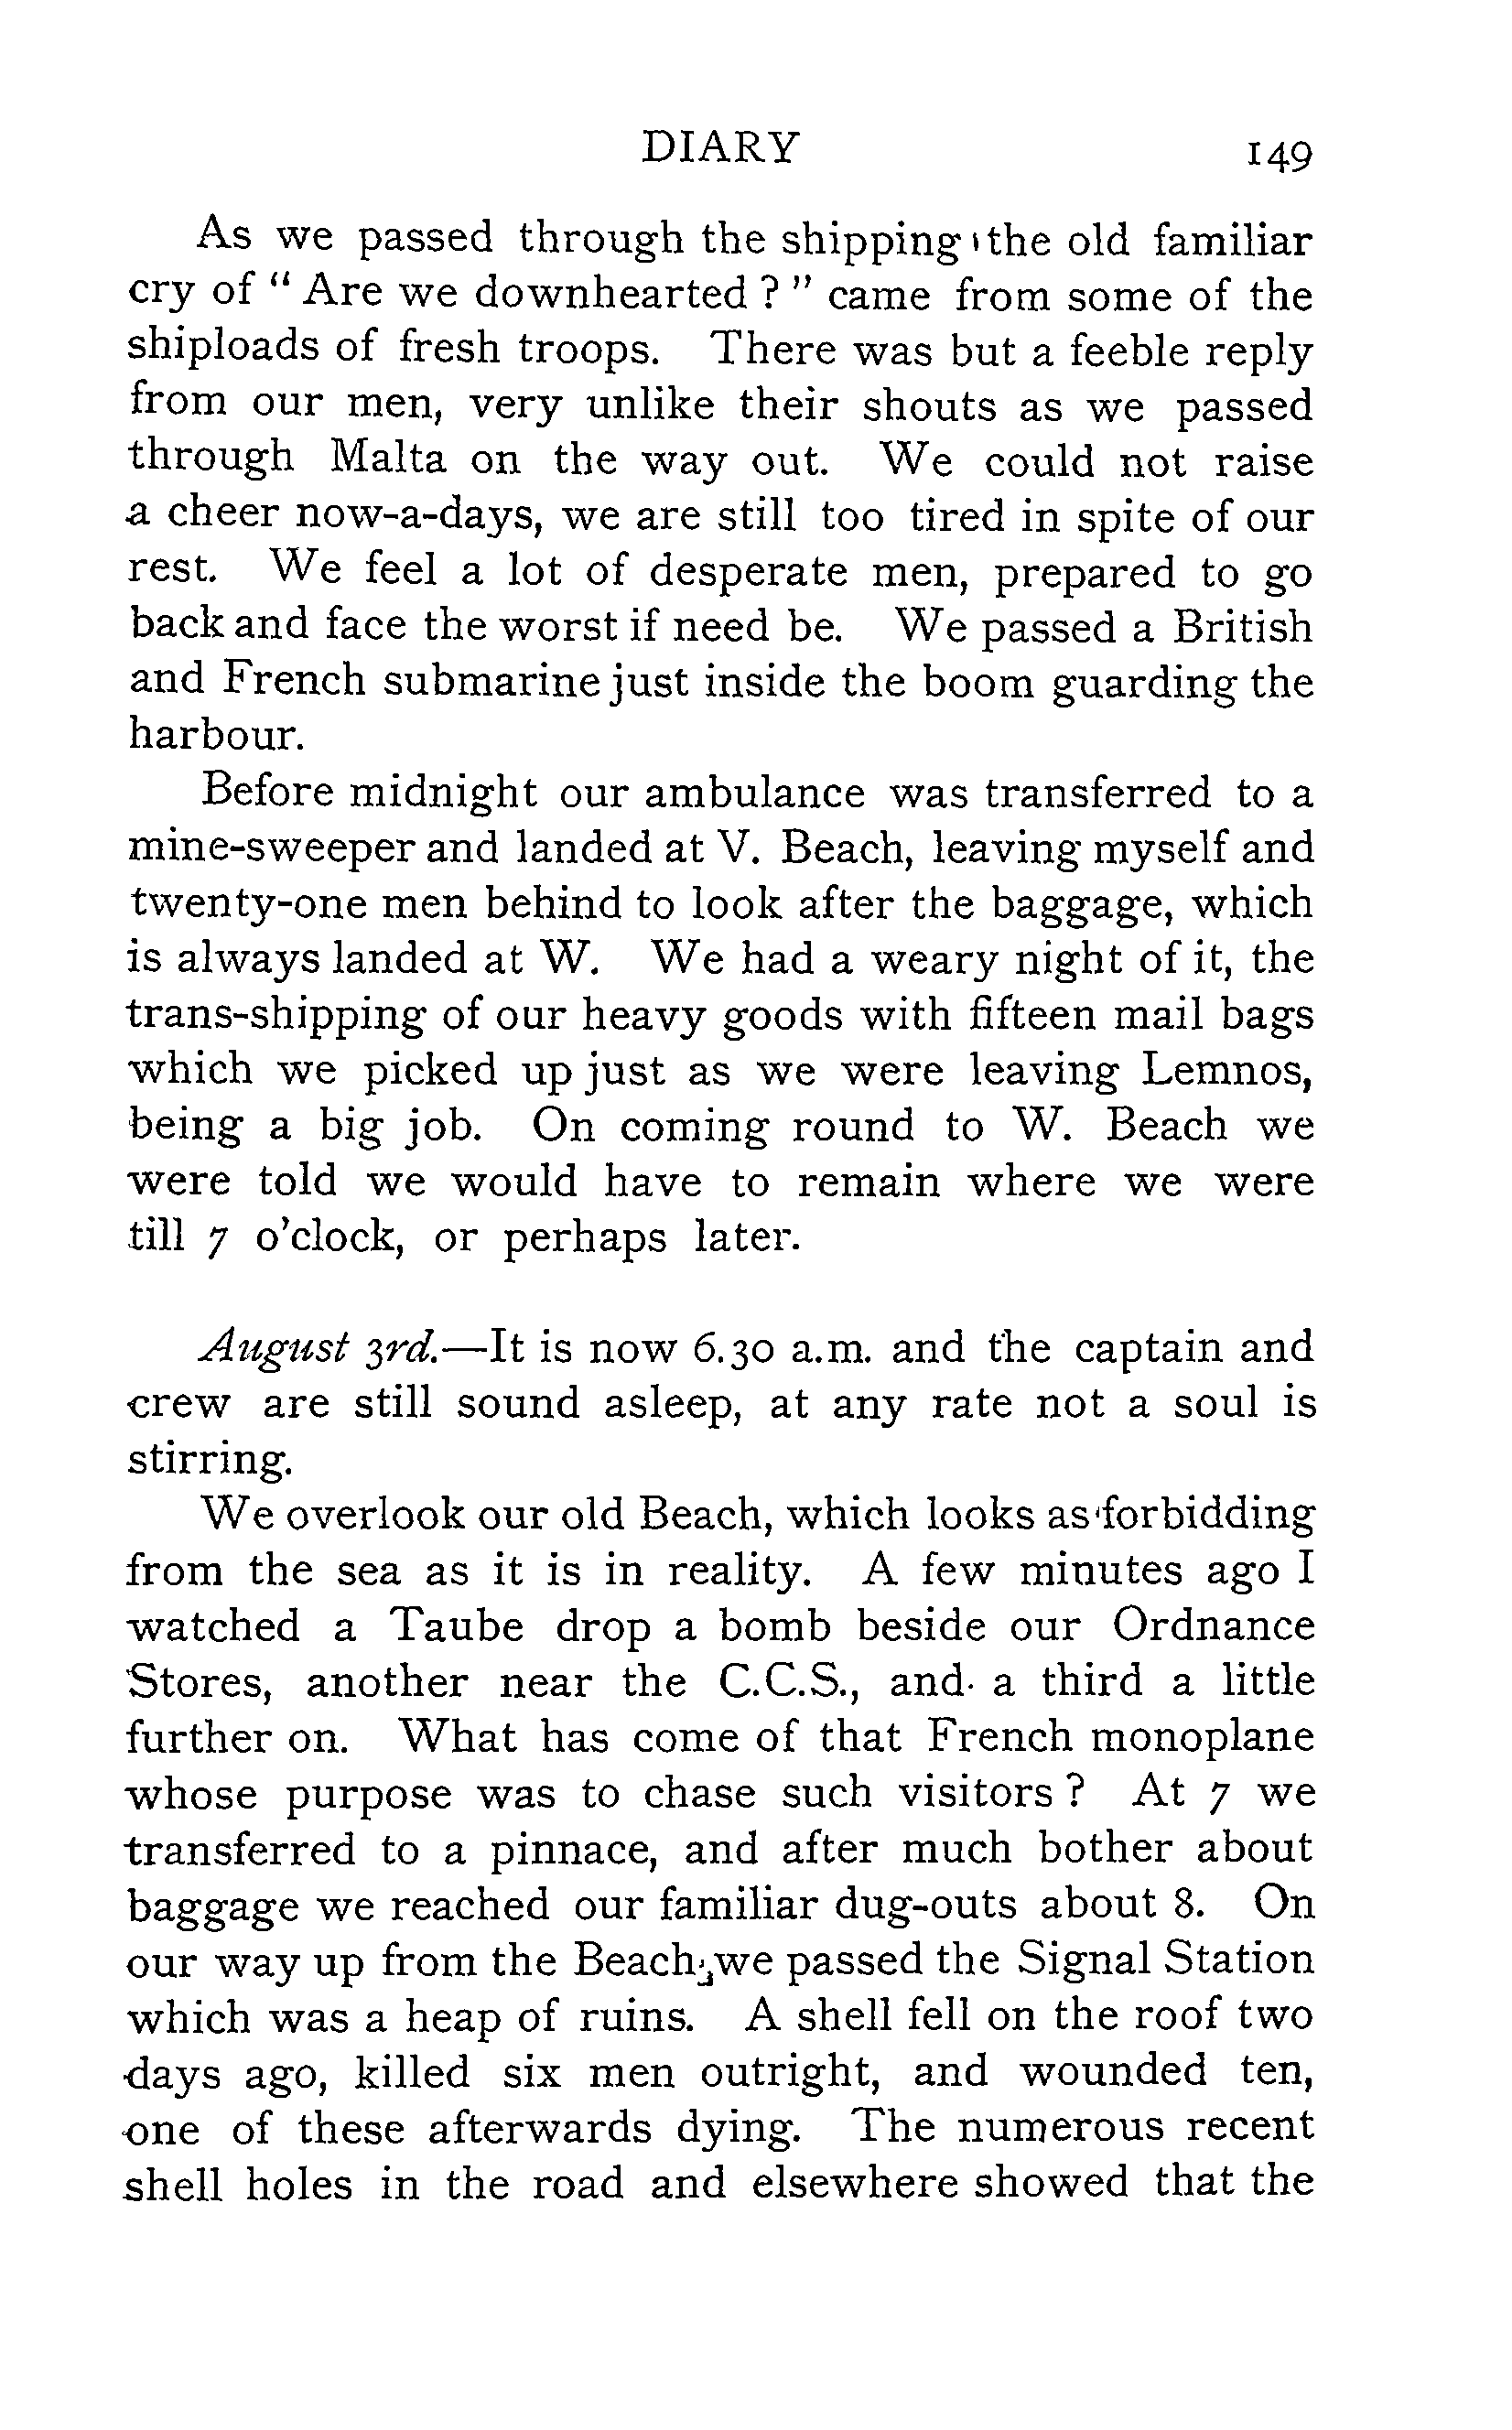 DIARY 149
As we passed through the shipping the old familiar
cry of " Are we downhearted ? " came from some of the
shiploads of fresh troops. There was but a feeble reply
from our men, very unlike their shouts as we passed
through Malta on the way out. We could not raise
a cheer now-a-days, we are still too tired in spite of our
rest. We feel a lot of desperate men, prepared to go
back and face the worst if need be. We passed a British
and French submarine just inside the boom guarding the
harbour.
Before midnight our ambulance was transferred to a
mine-sweeper and landed at V. Beach, leaving myself and
twenty-one men behind to look after the baggage, which
is always landed at W. We had a weary night of it, the
trans-shipping of our heavy goods with fifteen mail bags
which we picked up just as we were leaving Lemnos,
being a big job. On coming round to W. Beach we
were told we would have to remain where we were
till 7 o'clock, or perhaps later.
August 3rd.—It is now 6.30 a.m. and the captain and
crew are still sound asleep, at any rate not a soul is
stirring.
We overlook our old Beach, which looks as forbidding
from the sea as it is in reality. A few minutes ago I
watched a Taube drop a bomb beside our Ordnance
Stores, another near the C.C.S., and a third a little
further on. What has come of that French monoplane
whose purpose was to chase such visitors ? At 7 we
transferred to a pinnace, and after much bother about
baggage we reached our familiar dug-outs about 8. On
our way up from the Beach we passed the Signal Station
which was a heap of ruins. A shell fell on the roof two
days ago, killed six men outright, and wounded ten,
one of these afterwards dying. The numerous recent
shell holes in the road and elsewhere showed that the